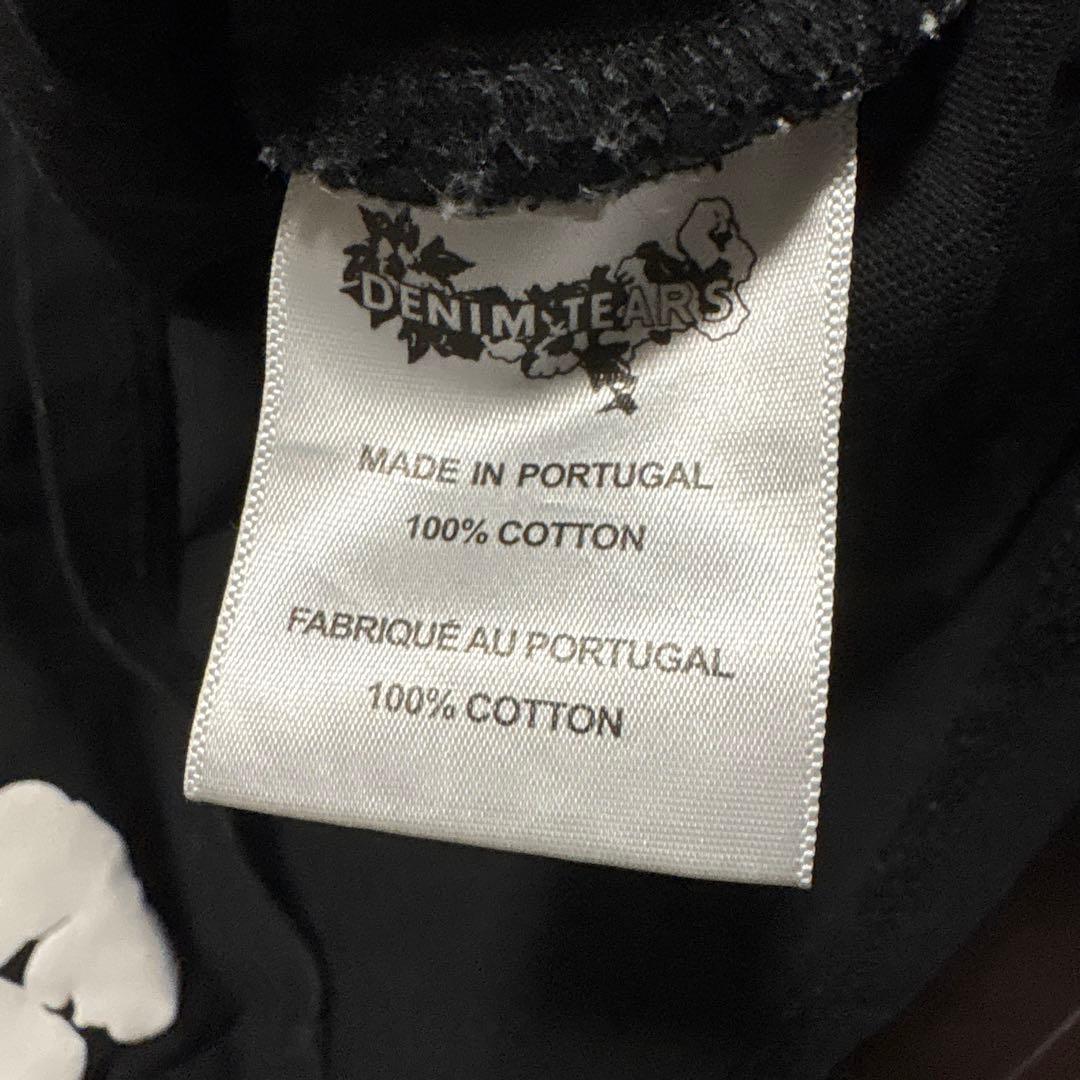 DENIM TEARS
MADE IN PORTUGAL
100% COTTON
FABRIQUÉ AU PORTUGAL
100% COTTON